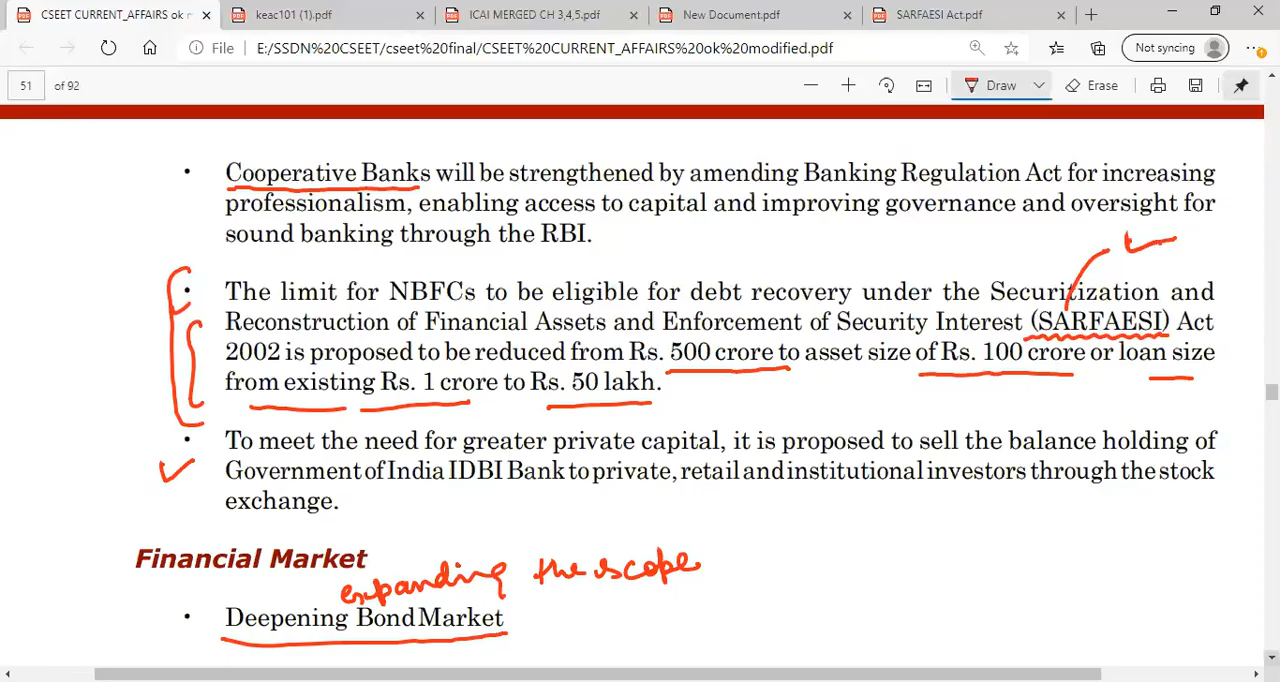 CSEET CURRENT_AFFAIRS ok m
keac101 (1).pdf
ICAI MERGED CH 3,4,5.pdf
New Document.pdf
SARFAESI Act.pdf
File
E:/SSDN%20CSEET/cseet%20final/CSEET%20CURRENT_AFFAIRS%20ok%20modified.pdf
Not syncing
51 of 92
Draw
Erase
• Cooperative Banks will be strengthened by amending Banking Regulation Act for increasing
professionalism, enabling access to capital and improving governance and oversight for
sound banking through the RBI.
• The limit for NBFCs to be eligible for debt recovery under the Securitization and
Reconstruction of Financial Assets and Enforcement of Security Interest (SARFAESI) Act
2002 is proposed to be reduced from Rs. 500 crore to asset size of Rs. 100 crore or loan size
from existing Rs. 1 crore to Rs. 50 lakh.
• To meet the need for greater private capital, it is proposed to sell the balance holding of
Government of India IDBI Bank to private, retail and institutional investors through the stock
exchange.
Financial Market
expanding the scope
• Deepening Bond Market